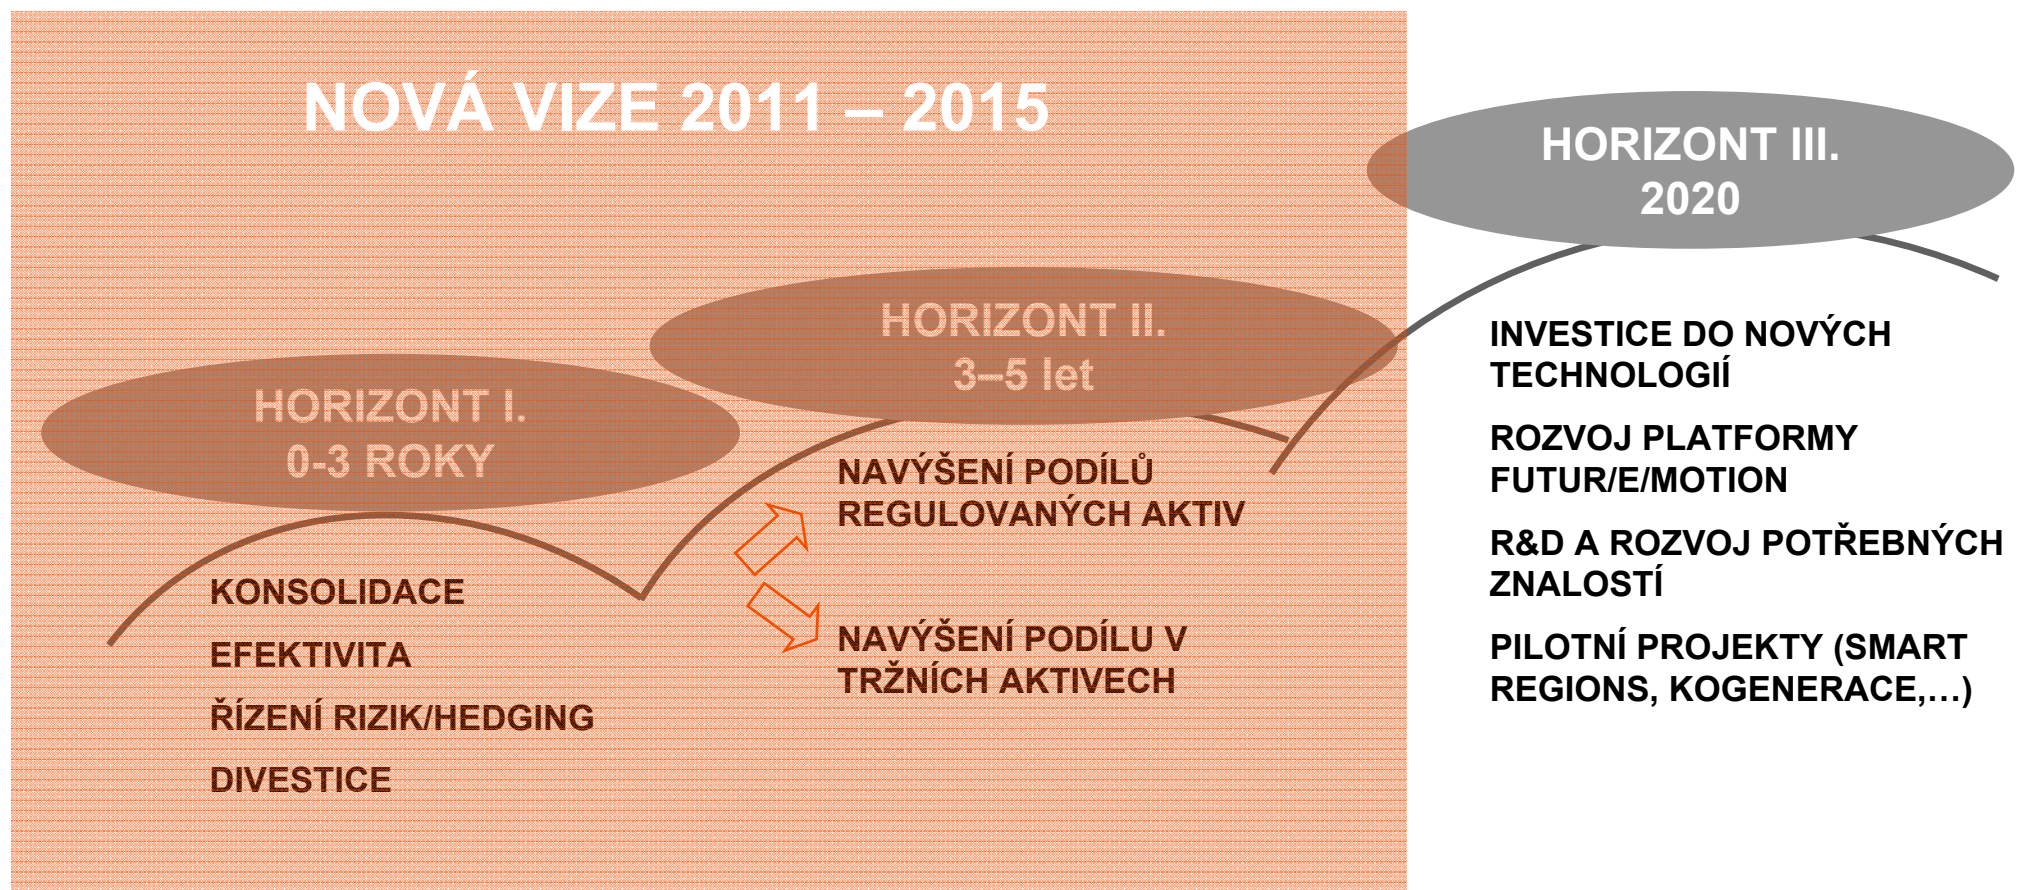 NOVÁ VIZE 2011 – 2015
HORIZONT I.
0-3 ROKY
KONSOLIDACE
EFEKTIVITA
ŘÍZENÍ RIZIK/HEDGING
DIVESTICE
HORIZONT II.
3–5 let
NAVÝŠENÍ PODÍLŮ
REGULOVANÝCH AKTIV
NAVÝŠENÍ PODÍLU V
TRŽNÍCH AKTIVECH
HORIZONT III.
2020
INVESTICE DO NOVÝCH
TECHNOLOGIÍ
ROZVOJ PLATFORMY
FUTUR/E/MOTION
R&D A ROZVOJ POTŘEBNÝCH
ZNALOSTÍ
PILOTNÍ PROJEKTY (SMART
REGIONS, KOGENERACE,…)